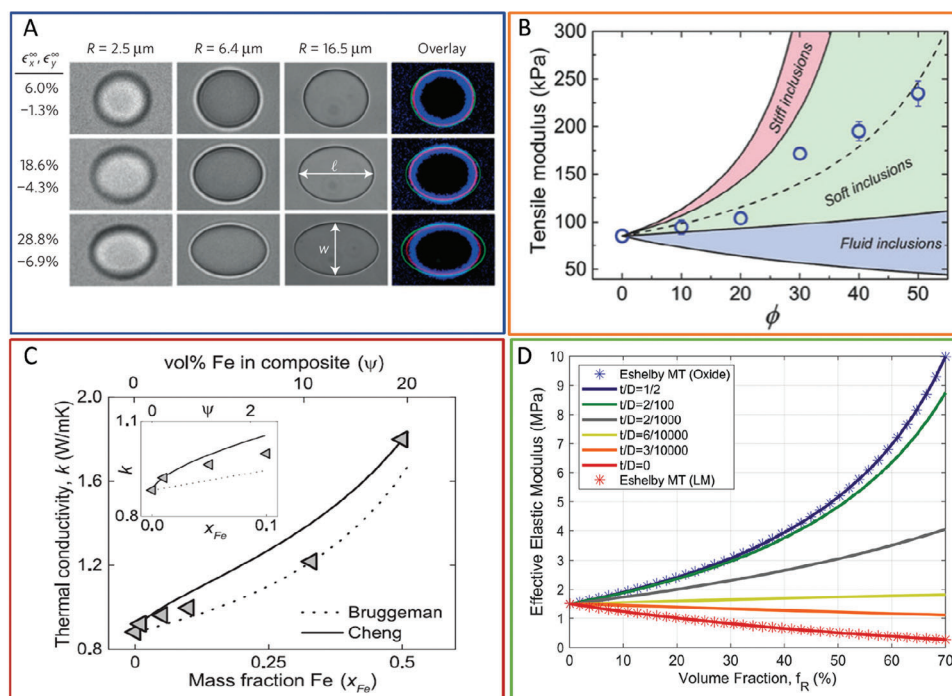 A
R = 2.5 μm R = 6.4 μm R = 16.5 μm Overlay
ϵx∞, ϵy∞
6.0%
−1.3%
18.6%
−4.3%
ℓ
28.8%
−6.9%
w
B
Tensile modulus (kPa)
300
250
200
150
100
50
Stiff inclusions
Soft inclusions
Fluid inclusions
0 10 20 30 40 50
ϕ
C
vol% Fe in composite (ψ)
0 10 20
Thermal conductivity, k (W/mK)
2.0
1.6
1.2
0.8
0 ψ 2
1.1
k
0.8
0.0 0.1
xFe
Bruggeman
Cheng
0 0.25 0.5
Mass fraction Fe (xFe)
D
Effective Elastic Modulus (MPa)
10
9
8
7
6
5
4
3
2
1
0
Eshelby MT (Oxide)
t/D=1/2
t/D=2/100
t/D=2/1000
t/D=6/10000
t/D=3/10000
t/D=0
Eshelby MT (LM)
0 10 20 30 40 50 60 70
Volume Fraction, fR (%)